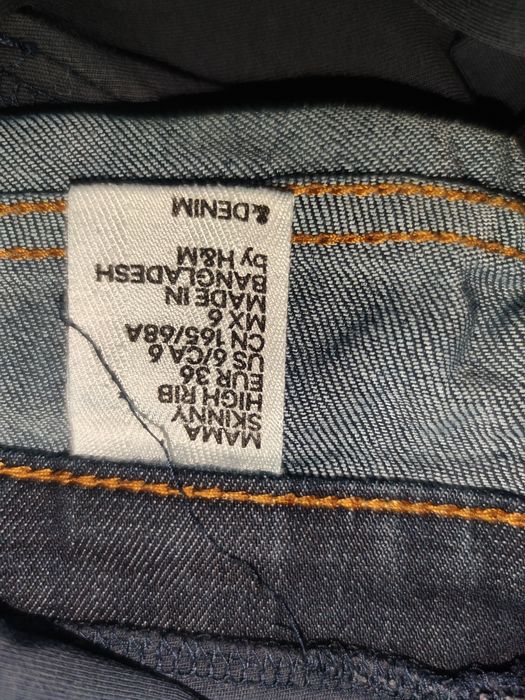 MAMA
SKINNY
HIGH RIB
EUR 36
US 6/CA 6
CN 165/68A
MX 6
MADE IN
BANGLADESH
by H&M
& DENIM